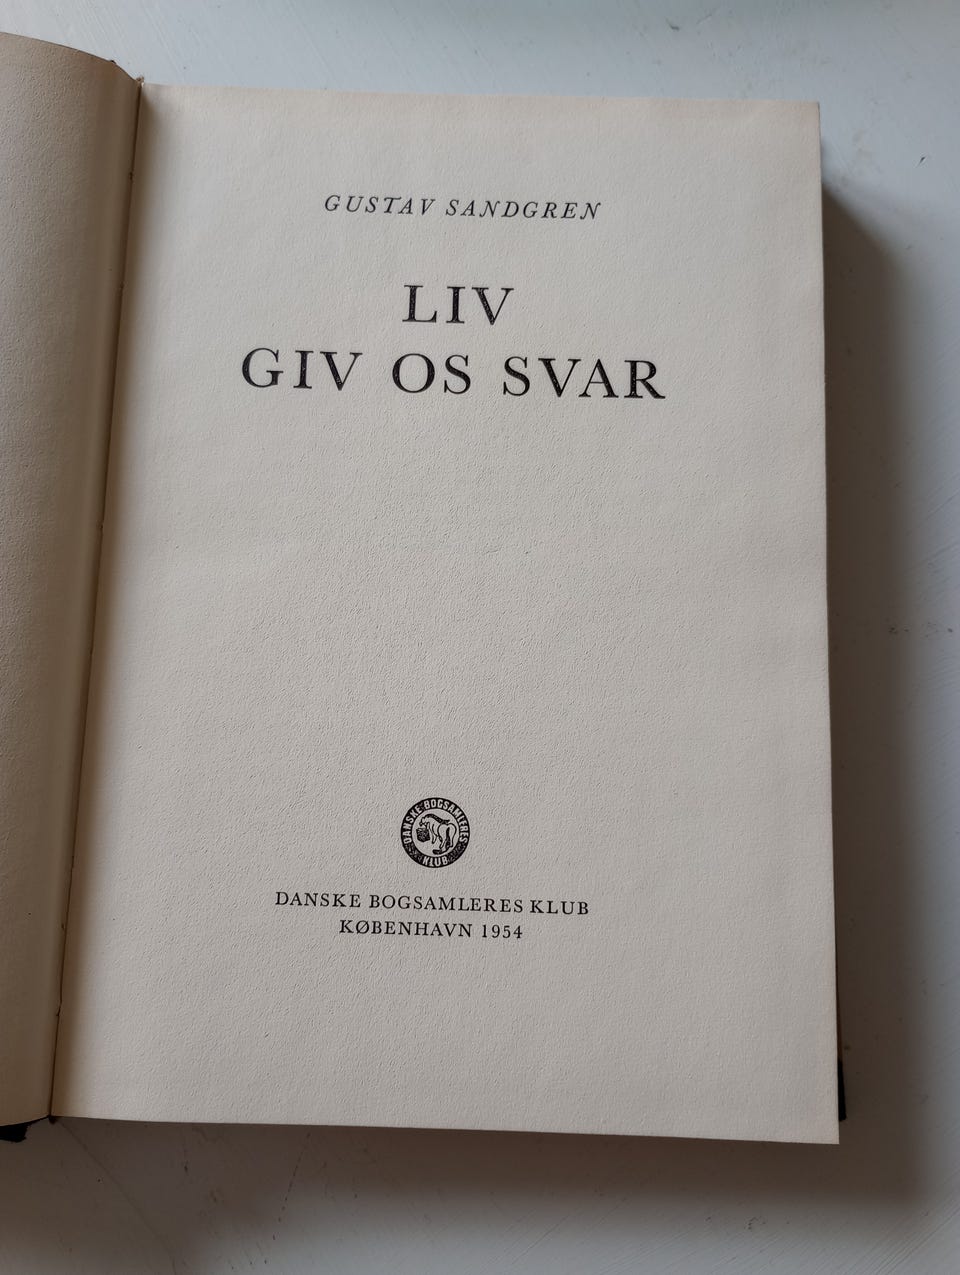 GUSTAV SANDGREN
LIV
GIV OS SVAR
DANSKE BOGSAMLERES
KLUB
DANSKE BOGSAMLERES KLUB
KØBENHAVN 1954